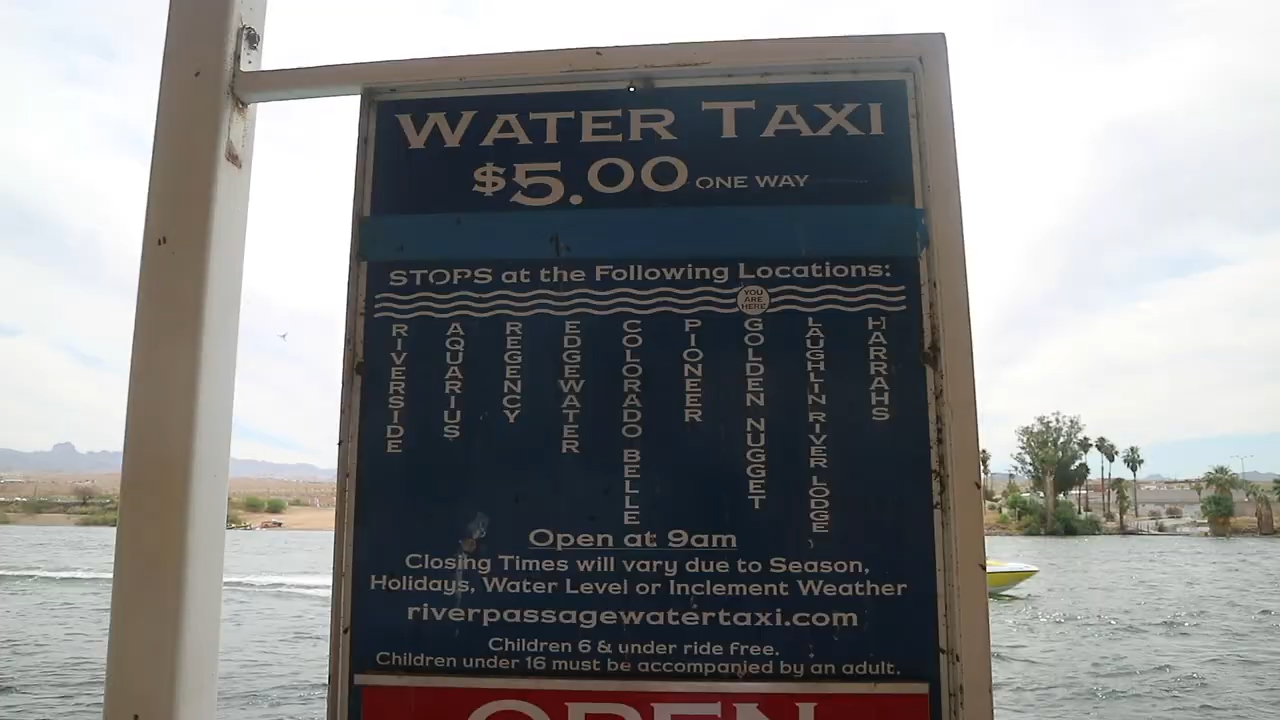 WATER TAXI
$5.00 ONE WAY
STOPS at the Following Locations:
YOU
ARE
HERE
RIVERSIDE
AQUARIUS
REGENCY
EDGEWATER
COLORADO BELLE
PIONEER
GOLDEN NUGGET
LAUGHLIN RIVER LODGE
HARRAHS
Open at 9am
Closing Times will vary due to Season,
Holidays, Water Level or Inclement Weather
riverpassagewatertaxi.com
Children 6 & under ride free.
Children under 16 must be accompanied by an adult.
OPEN